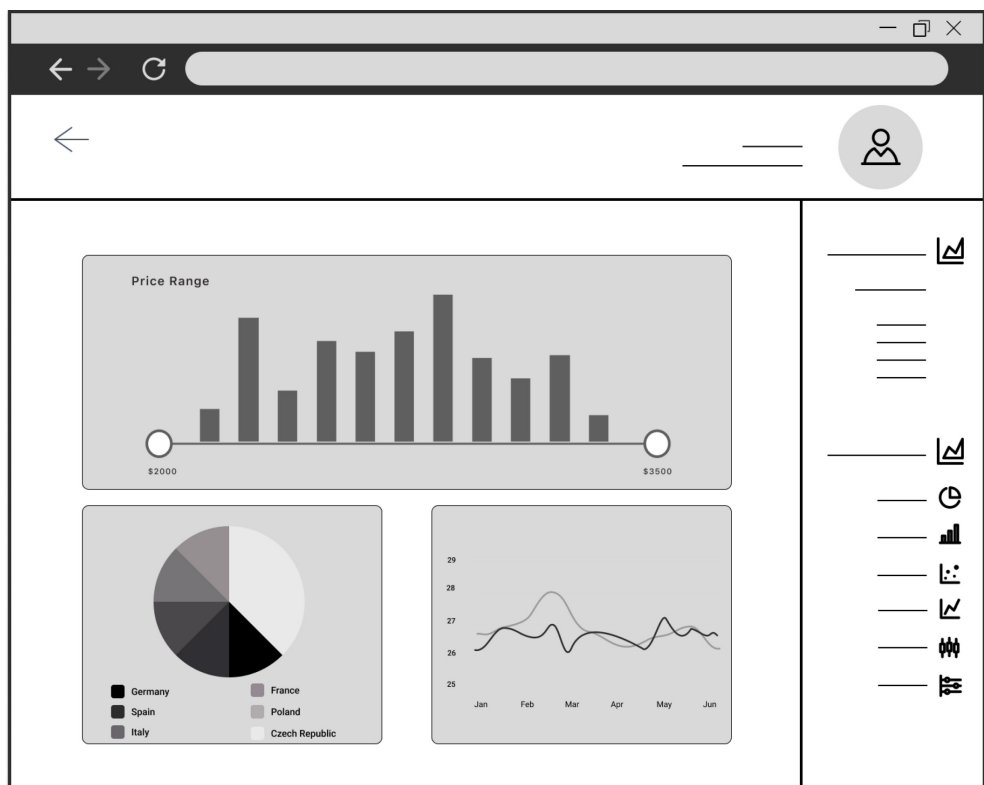 Price Range
$2000
$3500
Germany
Spain
Italy
France
Poland
Czech Republic
29
28
27
26
25
Jan Feb Mar Apr May Jun